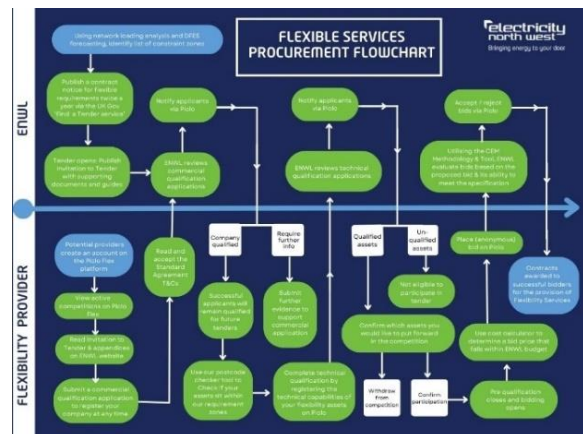 FLEXIBLE SERVICES
PROCUREMENT FLOWCHART
electricity
north west
Bringing energy to your door
ENWL
FLEXIBILITY PROVIDER
Using network loading analysis and DFES
forecasting, identify list of constraint zones
Publish a contract
notice for flexible
requirements twice a
year via the UK Gov
'Find a Tender service'
Tender opens: Publish
Invitation to Tender
with supporting
documents and guides
Notify applicants
via Piclo
ENWL reviews
commercial
qualification
applications
Notify applicants
via Piclo
ENWL reviews technical
qualification applications
Accept / reject
bids via Piclo
Utilising the CEM
Methodology & Tool, ENWL
evaluate bids based on the
proposed bid & its ability to
meet the specification
Potential providers
create an account on
the Piclo Flex
platform
View active
competitions on Piclo
Flex
Read Invitation to
Tender & appendices
on ENWL website
Submit a commercial
qualification application
to register your
company at any time
Read and
accept the
Standard
Agreement
T&Cs
Company
qualified
Require
further
info
Successful
applicants will
remain qualified
for future
tenders
Submit
further
evidence to
support
commercial
application
Use our postcode
checker tool to
Check if your
assets sit within
our requirement
zones
Complete technical
qualification by
registering the
technical capabilities
of your flexibility assets
on Piclo
Qualified
assets
Un-
qualified
assets
Not eligible to
participate in
tender
Confirm which assets you
would like to put forward in
the competition
Withdraw
from
competition
Confirm
participation
Place (anonymous)
bid on Piclo
Use cost calculator to
determine a bid price that
falls within ENWL budget
Pre-qualification
closes and bidding
opens
Contracts
awarded to
successful bidders
for the provision of
Flexibility Services